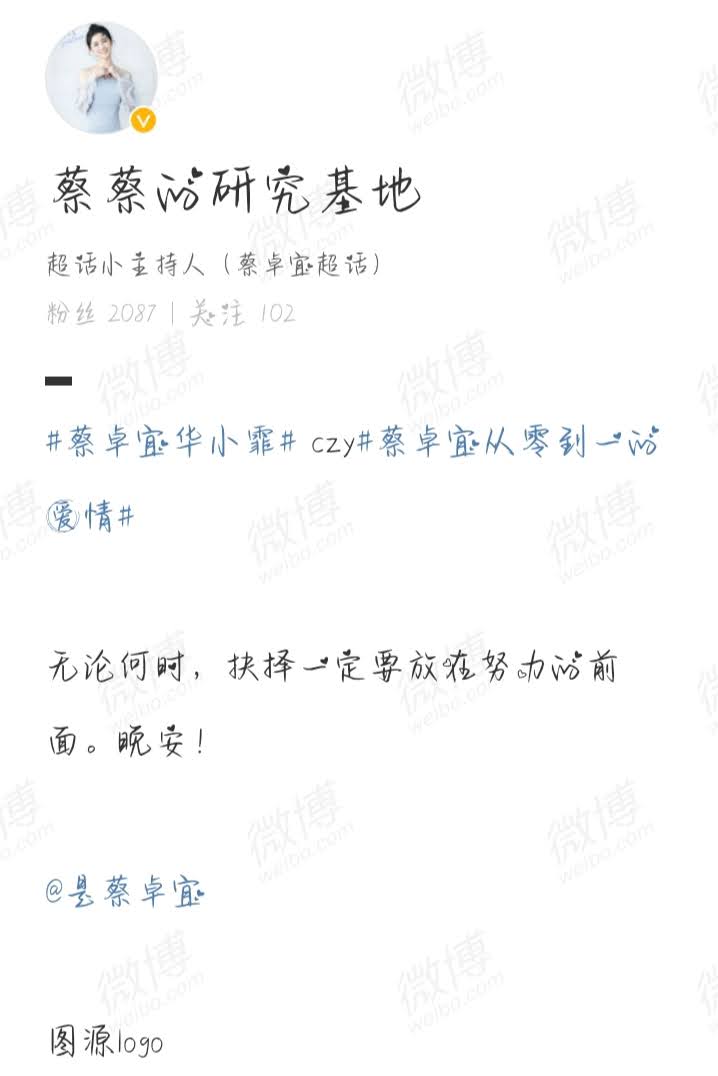 蔡蔡的研究基地
超话小主持人（蔡卓宜超话）
粉丝 2087 | 关注 102
#蔡卓宜华小霏# czy#蔡卓宜从零到一的
爱情#
无论何时，抉择一定要放在努力的前
面。晚安！
@是蔡卓宜
图源logo
微博
weibo.com